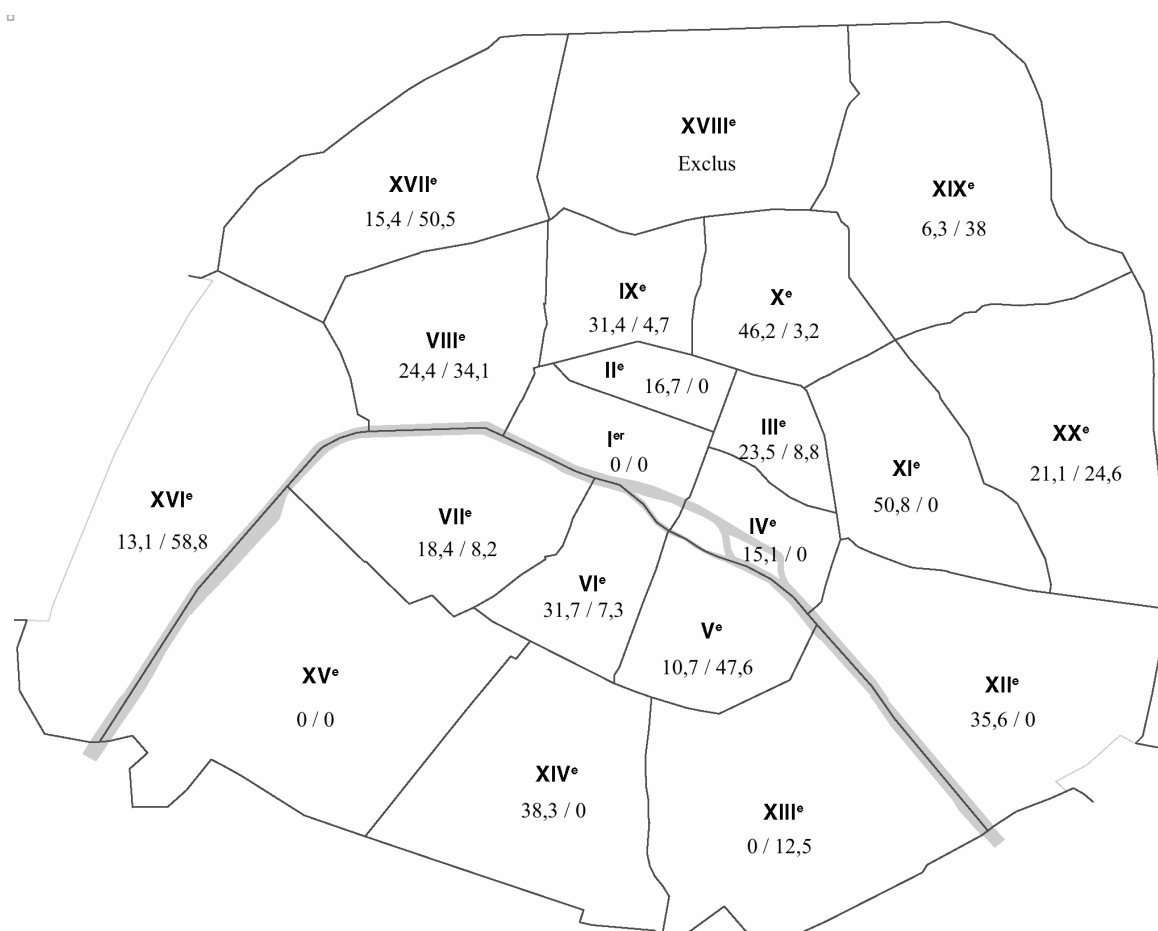 XVIIIe
Exclus
XVIIe
15,4 / 50,5
XIXe
6,3 / 38
IXe
31,4 / 4,7
Xe
46,2 / 3,2
VIIIe
24,4 / 34,1
IIe
16,7 / 0
Ier
0 / 0
IIIe
23,5 / 8,8
XIe
50,8 / 0
XXe
21,1 / 24,6
XVIe
13,1 / 58,8
VIIe
18,4 / 8,2
IVe
15,1 / 0
VIe
31,7 / 7,3
Ve
10,7 / 47,6
XVe
0 / 0
XIIe
35,6 / 0
XIVe
38,3 / 0
XIIIe
0 / 12,5